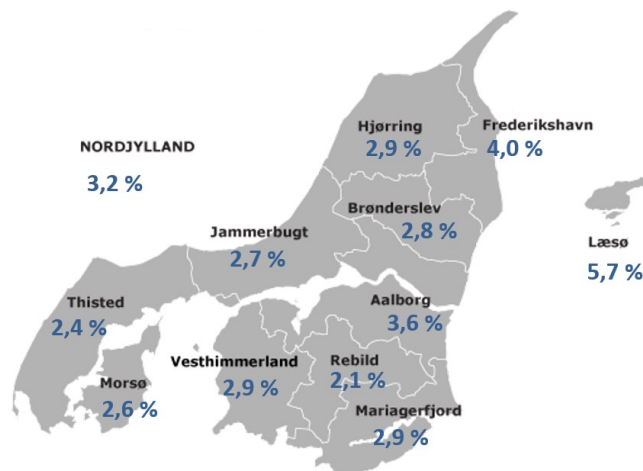 Hjørring
2,9 %
Frederikshavn
4,0 %
NORDJYLLAND
3,2 %
Brønderslev
2,8 %
Jammerbugt
2,7 %
Læsø
5,7 %
Thisted
2,4 %
Aalborg
3,6 %
Vesthimmerland
2,9 %
Rebild
2,1 %
Morsø
2,6 %
Mariagerfjord
2,9 %